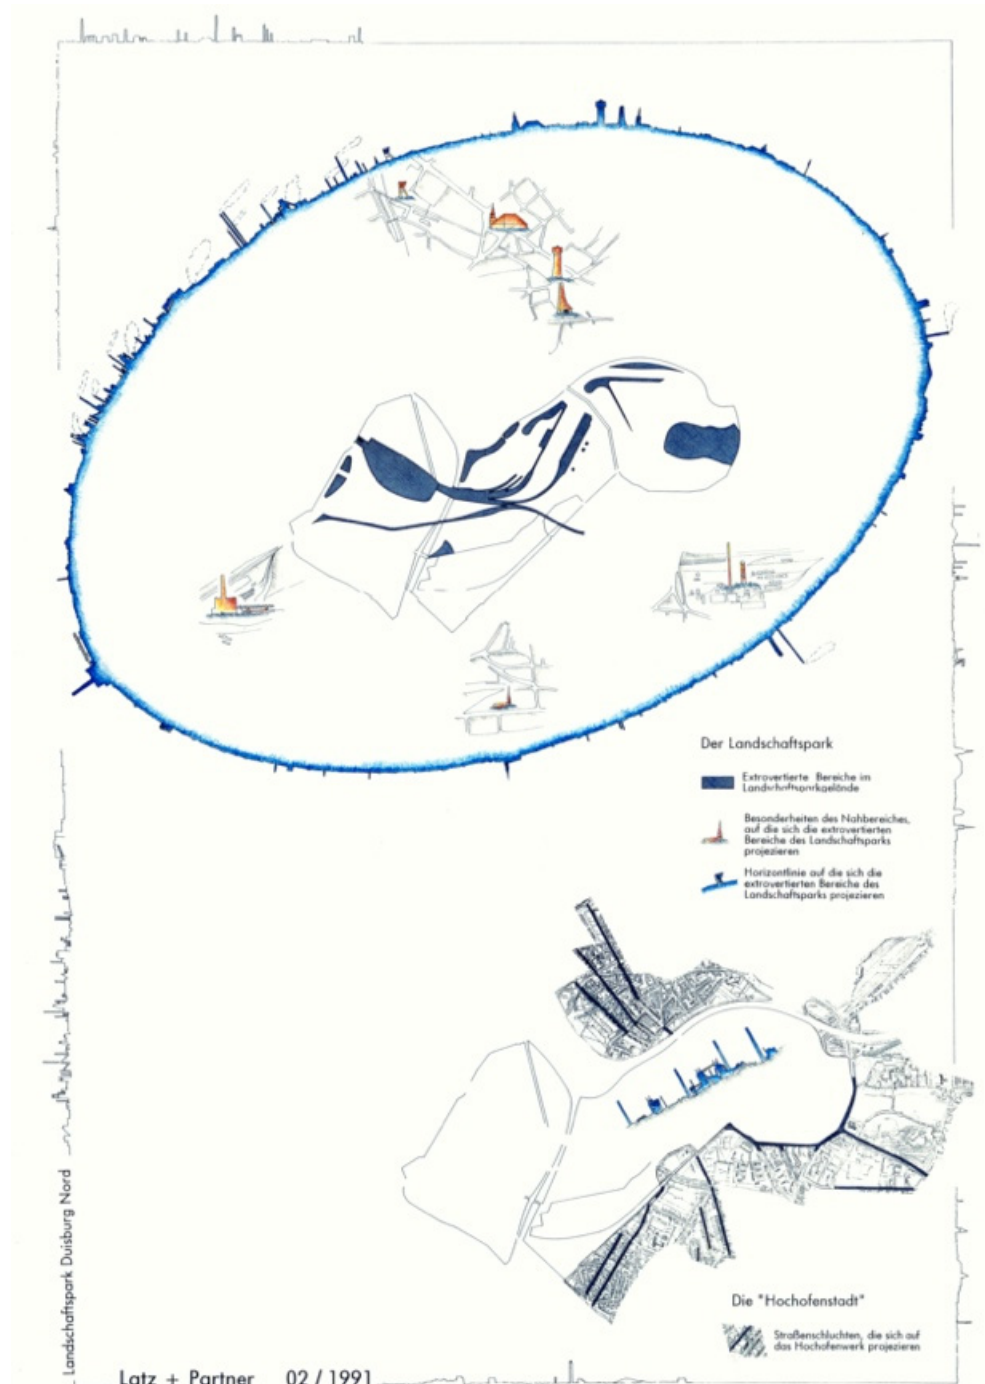 Der Landschaftspark
Extrovertierte Bereiche im
Landschaftsparkgelände
Besonderheiten des Nahbereiches,
auf die sich die extrovertierten
Bereiche des Landschaftsparks
projezieren
Horizontlinie auf die sich die
extrovertierten Bereiche des
Landschaftsparks projezieren
Die "Hochofenstadt"
Straßenschluchten, die sich auf
das Hochofenwerk projezieren
Landschaftspark Duisburg Nord
Latz + Partner 02 / 1991